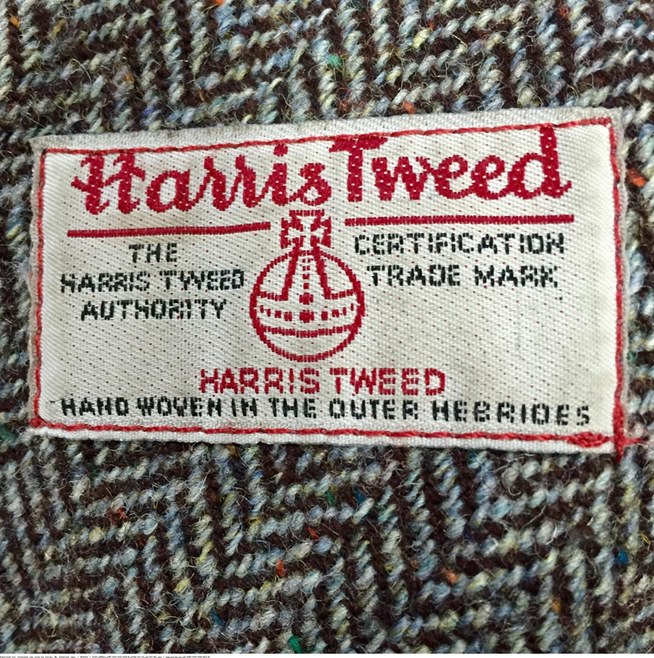 Harris Tweed
THE
HARRIS TWEED
AUTHORITY
CERTIFICATION
TRADE MARK
HARRIS TWEED
HAND WOVEN IN THE OUTER HEBRIDES